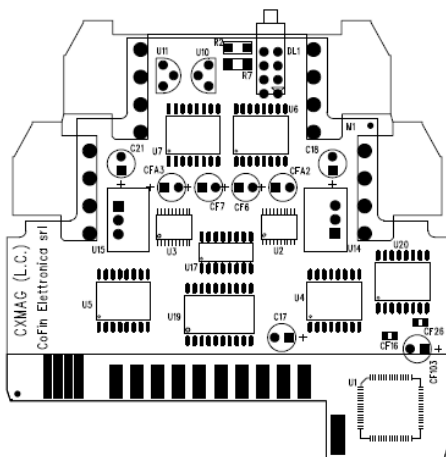 R2
U11
U10
DL1
R7
U7
U6
M1
C21
C18
CFA3
CF7
CF6
CFA2
U15
U3
U17
U2
U14
U20
CXMAG (L.C.)
CoFin Elettronica srl
U5
U19
U4
C17
CF26
CF16
CF103
U1